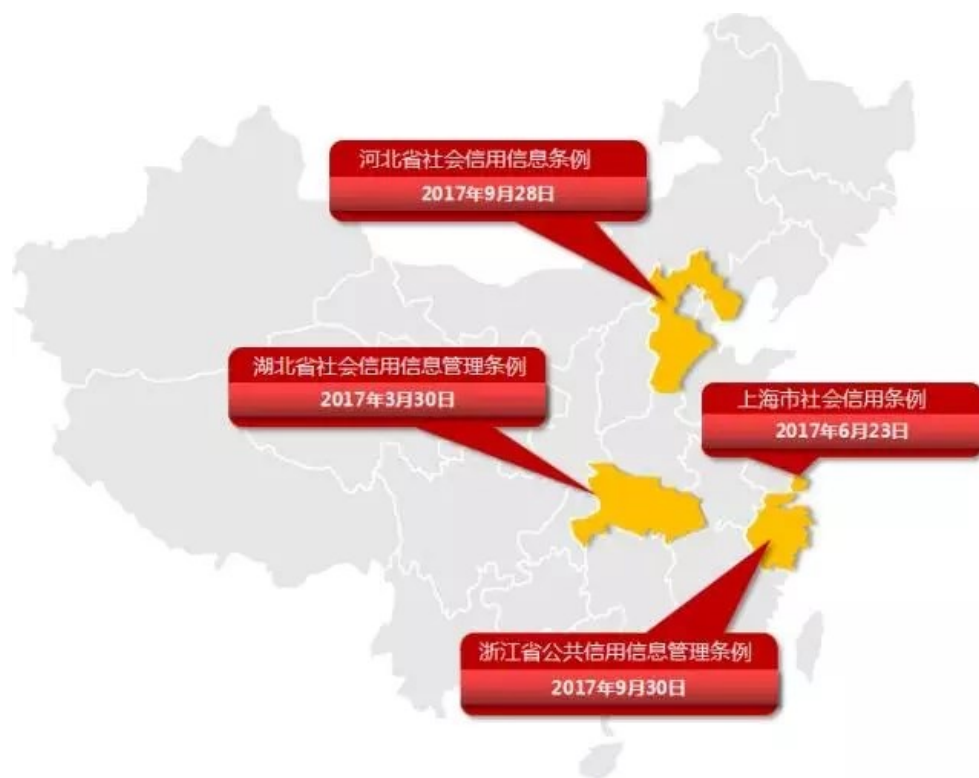 河北省社会信用信息条例
2017年9月28日
湖北省社会信用信息管理条例
2017年3月30日
上海市社会信用条例
2017年6月23日
浙江省公共信用信息管理条例
2017年9月30日